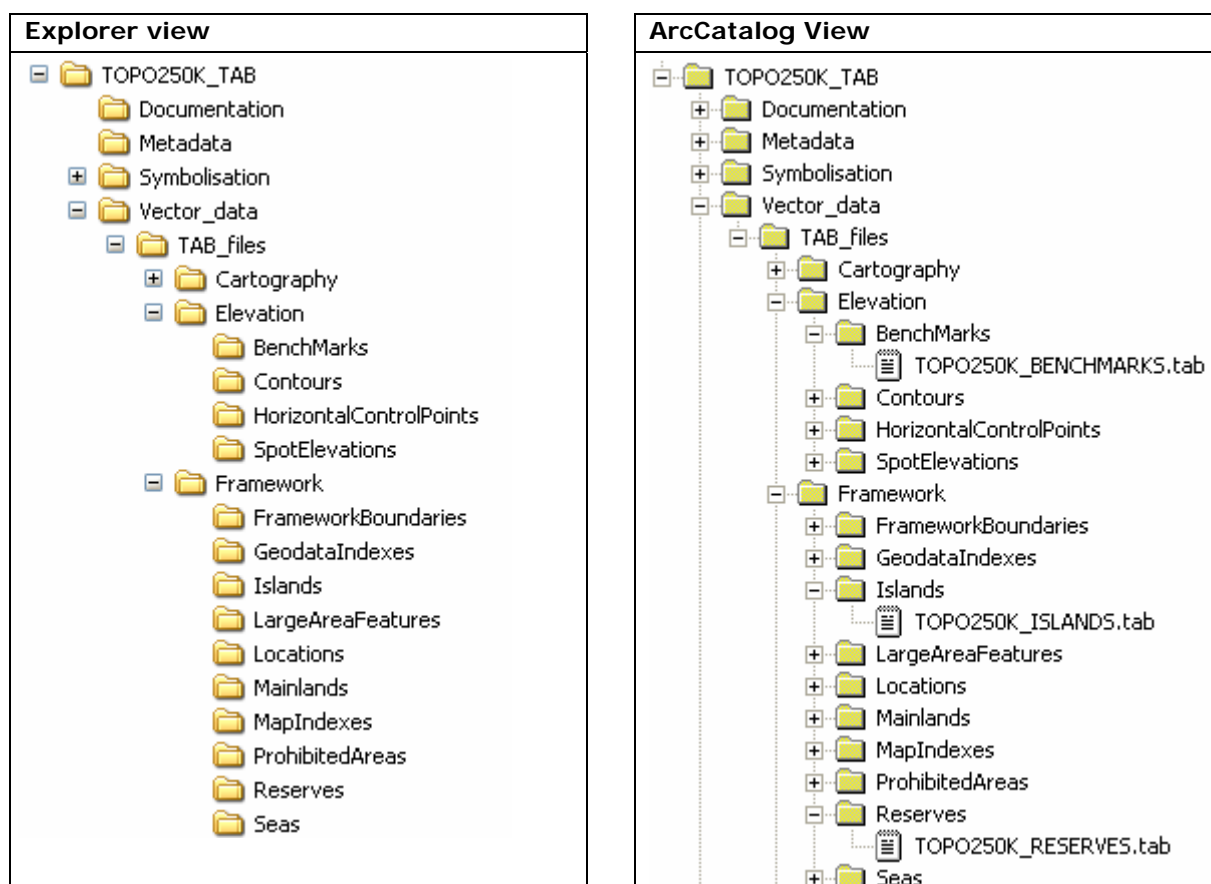 Explorer view
TOPO250K_TAB
Documentation
Metadata
Symbolisation
Vector_data
TAB_files
Cartography
Elevation
BenchMarks
Contours
HorizontalControlPoints
SpotElevations
Framework
FrameworkBoundaries
GeodataIndexes
Islands
LargeAreaFeatures
Locations
Mainlands
MapIndexes
ProhibitedAreas
Reserves
Seas
ArcCatalog View
TOPO250K_TAB
Documentation
Metadata
Symbolisation
Vector_data
TAB_files
Cartography
Elevation
BenchMarks
TOPO250K_BENCHMARKS.tab
Contours
HorizontalControlPoints
SpotElevations
Framework
FrameworkBoundaries
GeodataIndexes
Islands
TOPO250K_ISLANDS.tab
LargeAreaFeatures
Locations
Mainlands
MapIndexes
ProhibitedAreas
Reserves
TOPO250K_RESERVES.tab
Seas